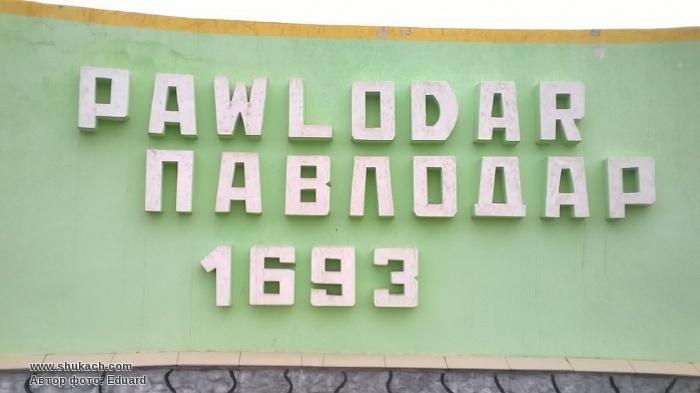 PAWLODAR
ПАВЛОДАР
1693
www.shukach.com
Автор фото: Eduard